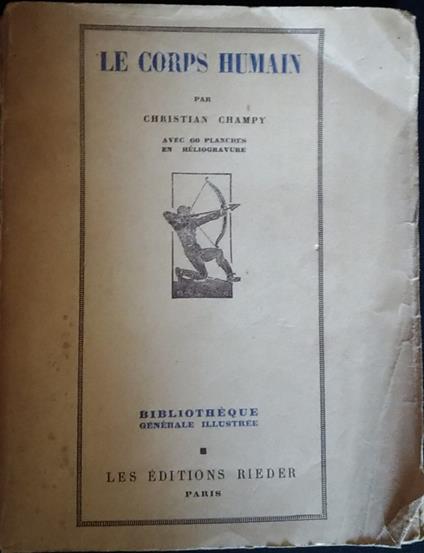 LE CORPS HUMAIN
PAR
CHRISTIAN CHAMPY
AVEC 60 PLANCHES
EN HÉLIOGRAVURE
BIBLIOTHÈQUE
GÉNÉRALE ILLUSTRÉE
LES ÉDITIONS RIEDER
PARIS